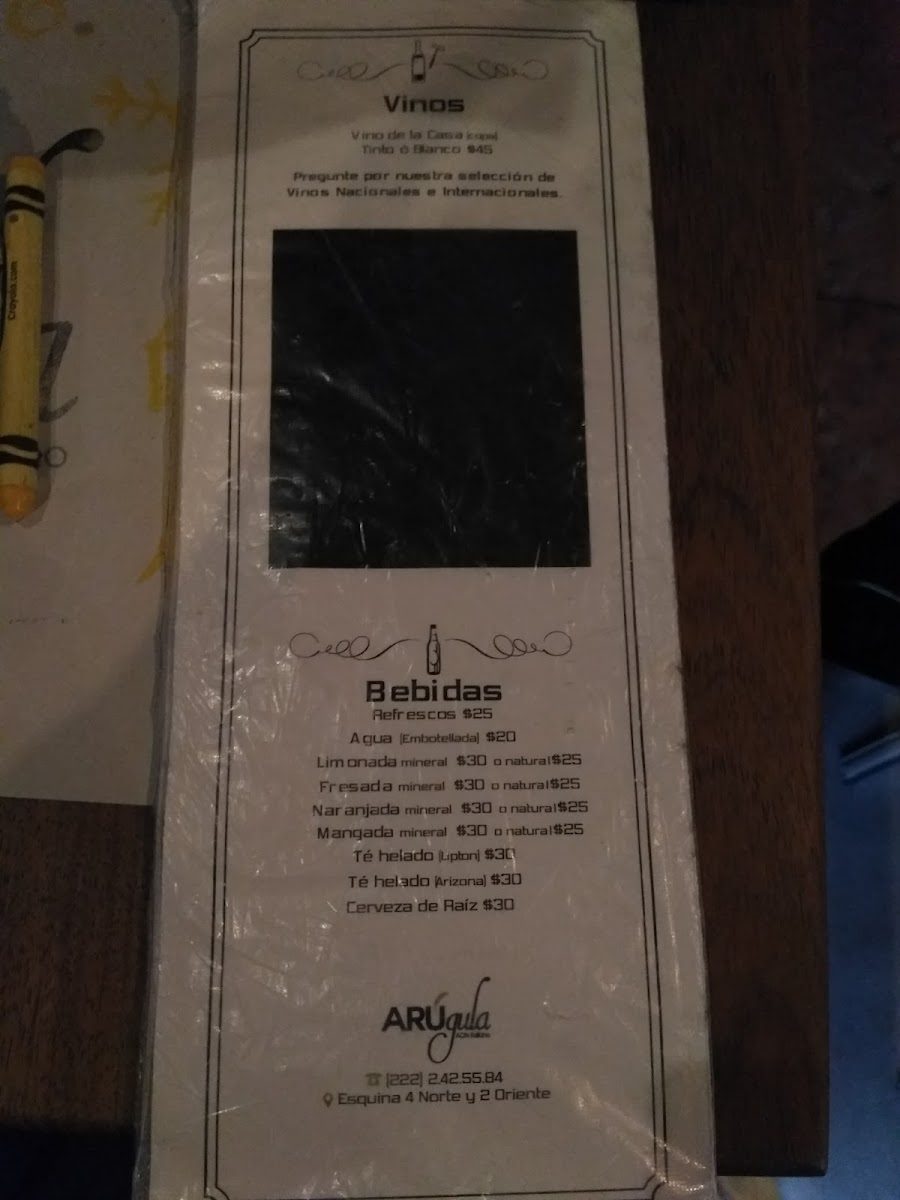 Vinos
Vino de la Casa (copa)
Tinto ó Blanco $45
Pregunte por nuestra selección de
Vinos Nacionales e Internacionales.
Bebidas
Refrescos $25
Agua (Embotellada) $20
Limonada mineral $30 o natural $25
Fresada mineral $30 o natural $25
Naranjada mineral $30 o natural $25
Mangada mineral $30 o natural $25
Té helado (Lipton) $30
Té helado (Arizona) $30
Cerveza de Raíz $30
ARÚgula
(222) 2.42.55.84
Esquina 4 Norte y 2 Oriente
Crayola.com